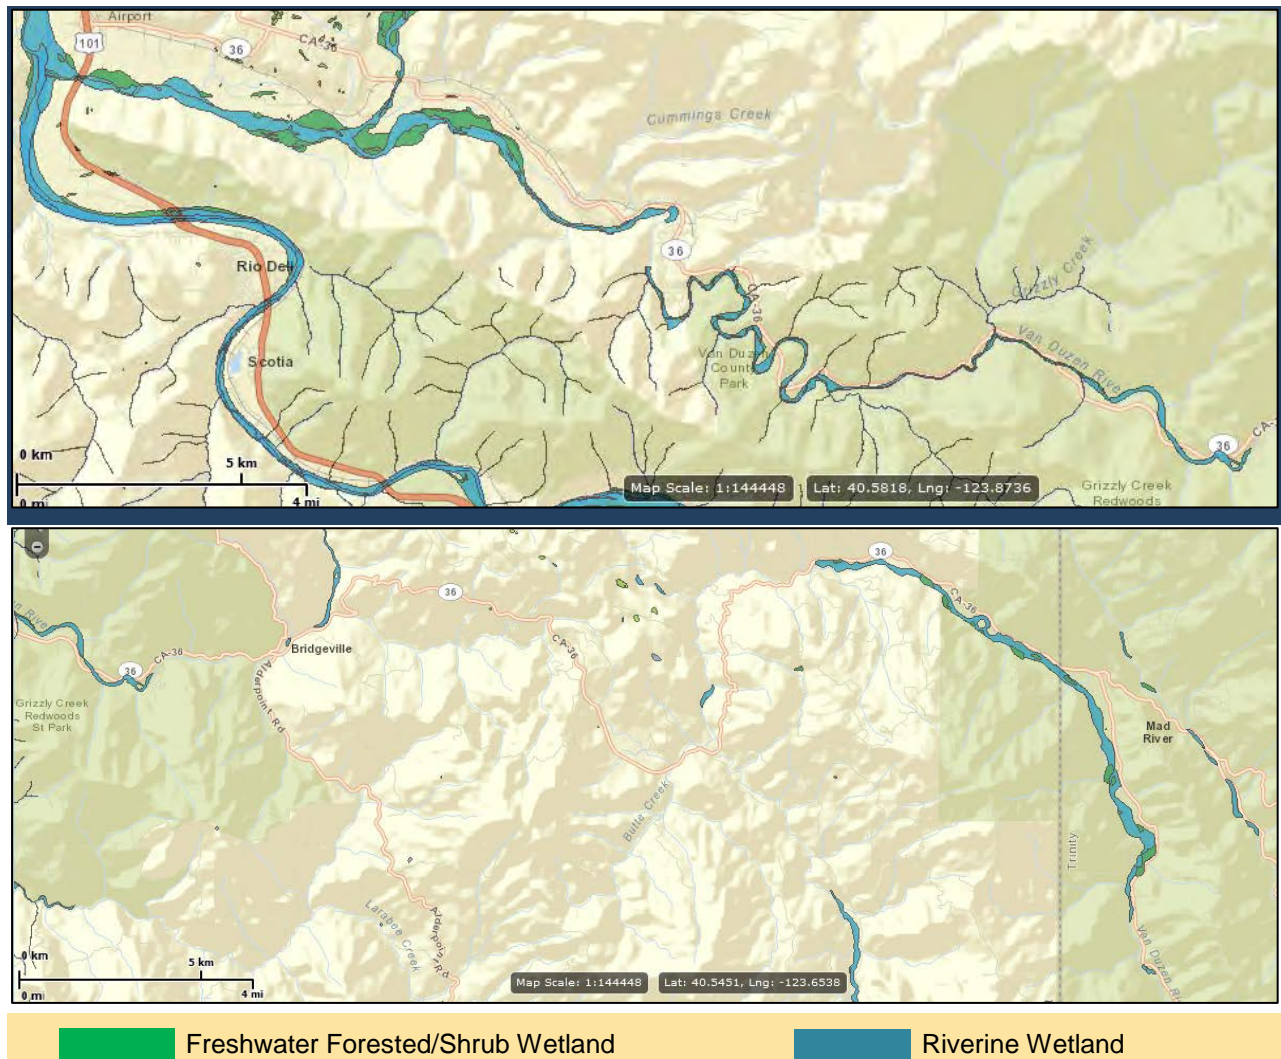 Airport
101
36
CA-36
Cummings Creek
36
Grizzly Creek
Rio Dell
CA-36
Van Duzen River
Scotia
Van Duzen
County
Park
36
0 km
5 km
0 mi
4 mi
Map Scale: 1:144448
Lat: 40.5818, Lng: -123.8736
Grizzly Creek
Redwoods
36
36
CA-36
CA-36
Bridgeville
36
CA-36
Alderpoint Rd
Grizzly Creek
Redwoods
St Park
Mad
River
Butte Creek
Trinity
Larabee Creek
Alderpoint Rd
Van Duzen Ri
0 km
5 km
0 mi
4 mi
Map Scale: 1:144448
Lat: 40.5451, Lng: -123.6538
Freshwater Forested/Shrub Wetland
Riverine Wetland